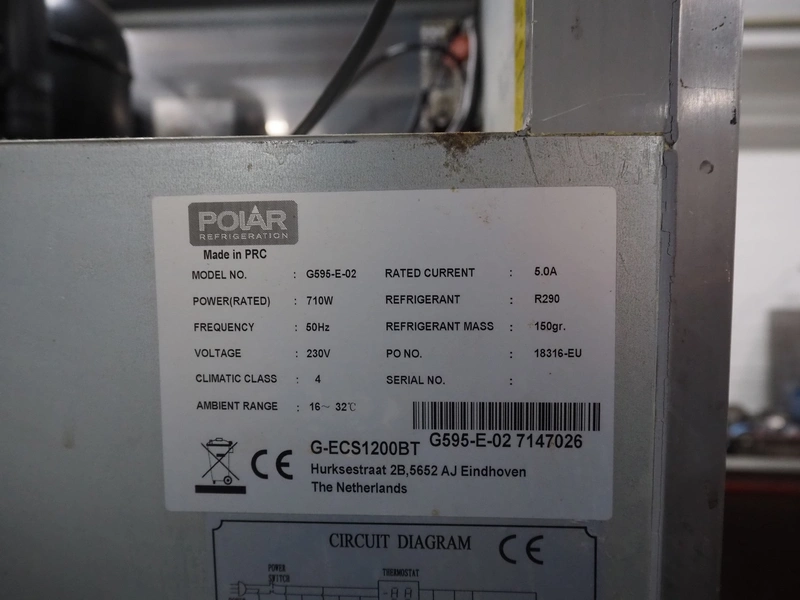 POLAR
REFRIGERATION
Made in PRC
MODEL NO. : G595-E-02 RATED CURRENT : 5.0A
POWER(RATED) : 710W REFRIGERANT : R290
FREQUENCY : 50Hz REFRIGERANT MASS : 150gr.
VOLTAGE : 230V PO NO. : 18316-EU
CLIMATIC CLASS : 4 SERIAL NO. :
AMBIENT RANGE : 16~ 32℃
G595-E-02 7147026
CE G-ECS1200BT
Hurksestraat 2B,5652 AJ Eindhoven
The Netherlands
CIRCUIT DIAGRAM CE
POWER
SWITCH
THERMOSTAT